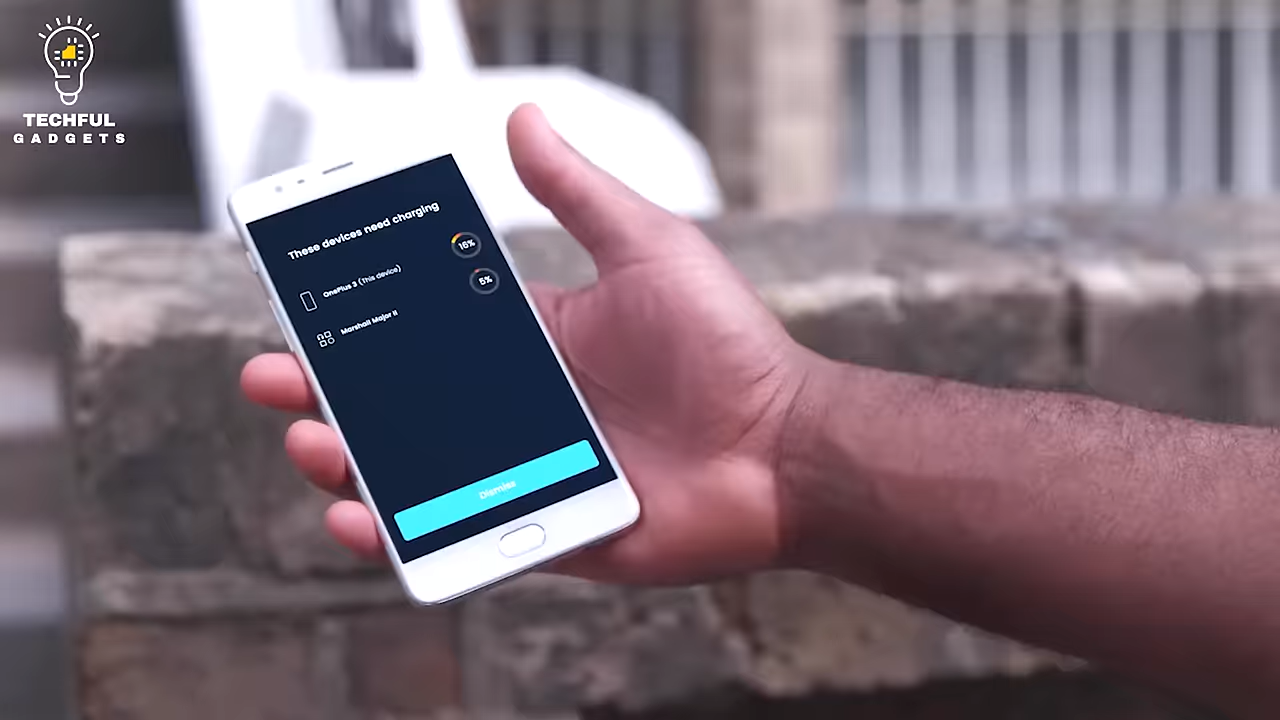 TECHFUL
GADGETS
These devices need charging
16%
OnePlus 3 (This device)
5%
Marshall Major II
Dismiss